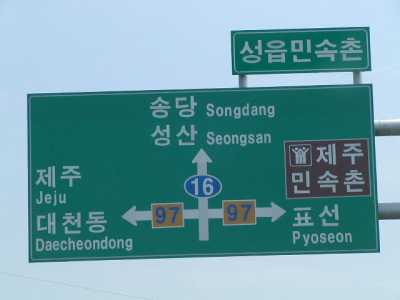 성읍민속촌
송당 Songdang
성산 Seongsan
제주
Jeju
대천동
Daecheondong
16
97
97
제주
민속촌
표선
Pyoseon